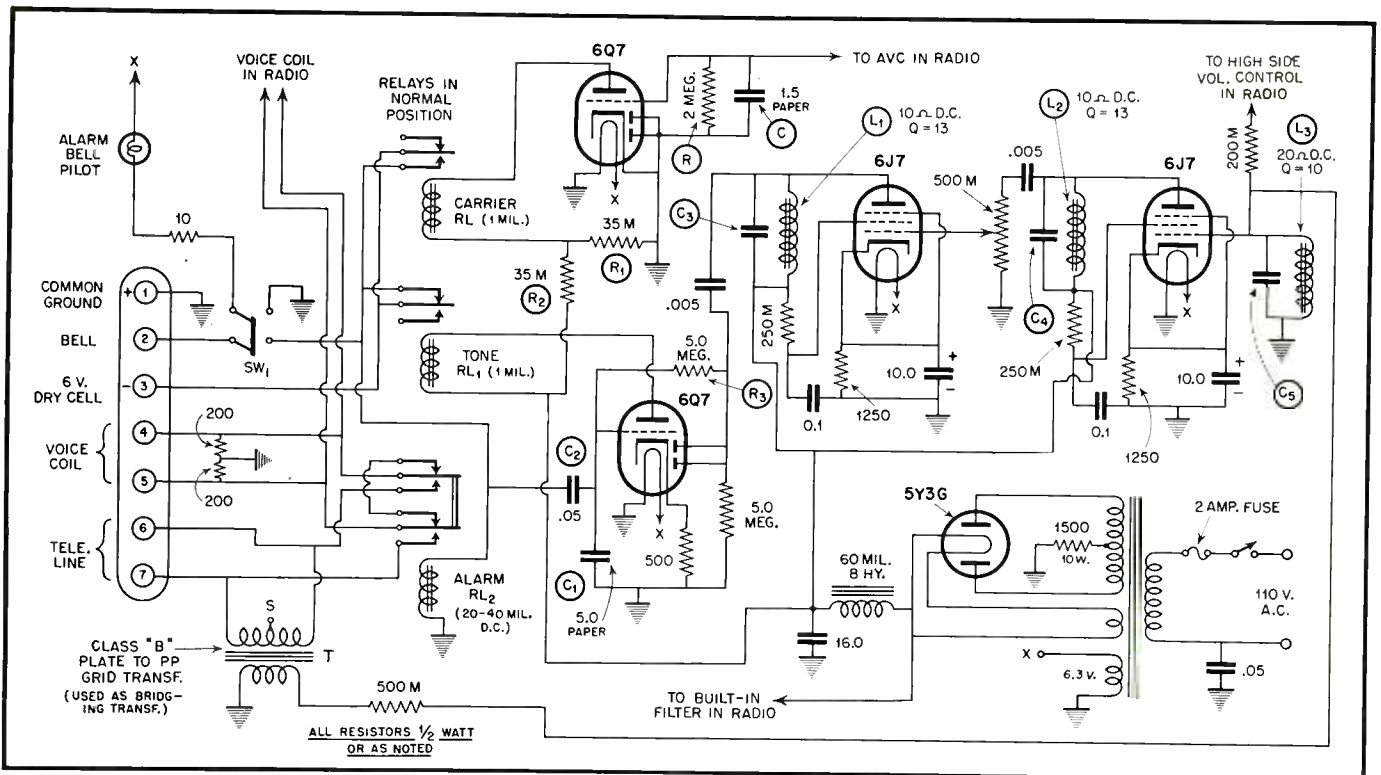 X
ALARM
BELL
PILOT
10
VOICE COIL
IN RADIO
RELAYS IN
NORMAL
POSITION
COMMON
GROUND
+ 1
BELL
2
SW1
6 V.
DRY CELL
− 3
200
VOICE
COIL
4
5
200
TELE.
LINE
6
7
S
CLASS "B"
PLATE TO PP
GRID TRANSF.
(USED AS BRIDG-
ING TRANSF.)
T
500 M
ALL RESISTORS 1/2 WATT
OR AS NOTED
CARRIER
RL (1 MIL.)
TONE
RL1 (1 MIL.)
ALARM
RL2
(20-40 MIL.
D.C.)
6Q7
X
2 MEG.
R
1.5
PAPER
C
TO AVC IN RADIO
35 M
R1
35 M
R2
6Q7
X
5.0
MEG.
R3
C2
.05
C1
5.0
PAPER
500
5.0
MEG.
.005
C3
L1
10 Ω D.C.
Q = 13
6J7
X
250 M
0.1
1250
10.0
+
−
500 M
.005
C4
L2
10 Ω D.C.
Q = 13
6J7
X
250 M
0.1
1250
10.0
+
−
TO HIGH SIDE
VOL. CONTROL
IN RADIO
200 M
L3
20 Ω D.C.
Q = 10
C5
60 MIL.
8 HY.
16.0
TO BUILT-IN
FILTER IN RADIO
5Y3G
1500
10 W.
X
6.3 V.
2 AMP. FUSE
110 V.
A.C.
.05